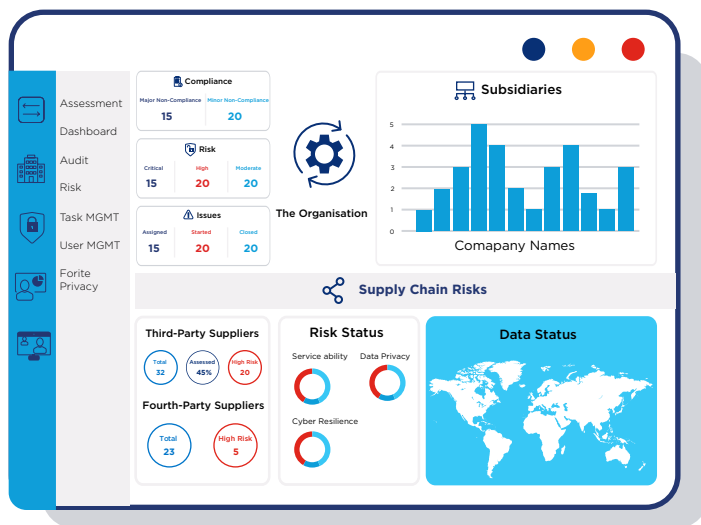 Assessment
Dashboard
Audit
Risk
Task MGMT
User MGMT
Forite
Privacy
Compliance
Major Non-Compliance Minor Non-Compliance
15 20
Risk
Critical High Moderate
15 20 20
Issues
Assigned Started Closed
15 20 20
The Organisation
Subsidiaries
5
4
3
2
1
0
Comapany Names
Supply Chain Risks
Third-Party Suppliers
Total Assessed High Risk
32 45% 20
Fourth-Party Suppliers
Total High Risk
23 5
Risk Status
Service ability Data Privacy
Cyber Resilience
Data Status